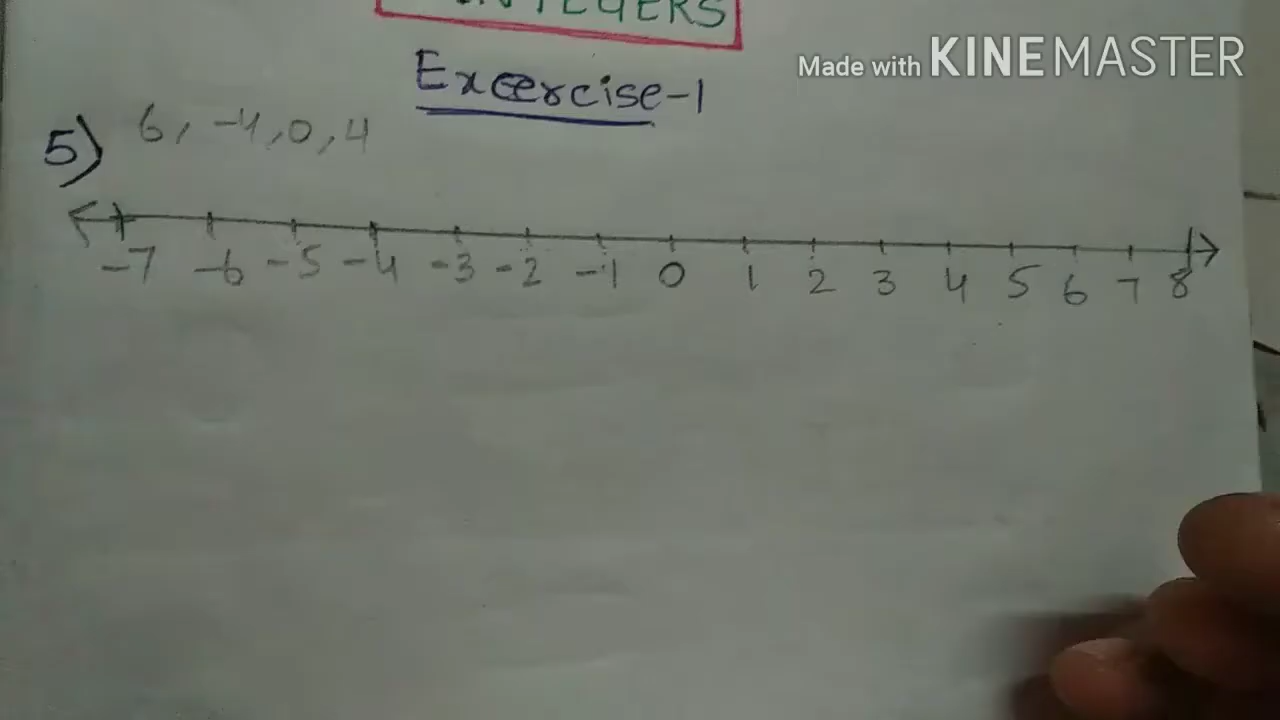 INTEGERS
Made with KINEMASTER
Exeercise-1
5) 6, -4, 0, 4
-7 -6 -5 -4 -3 -2 -1 0 1 2 3 4 5 6 7 8